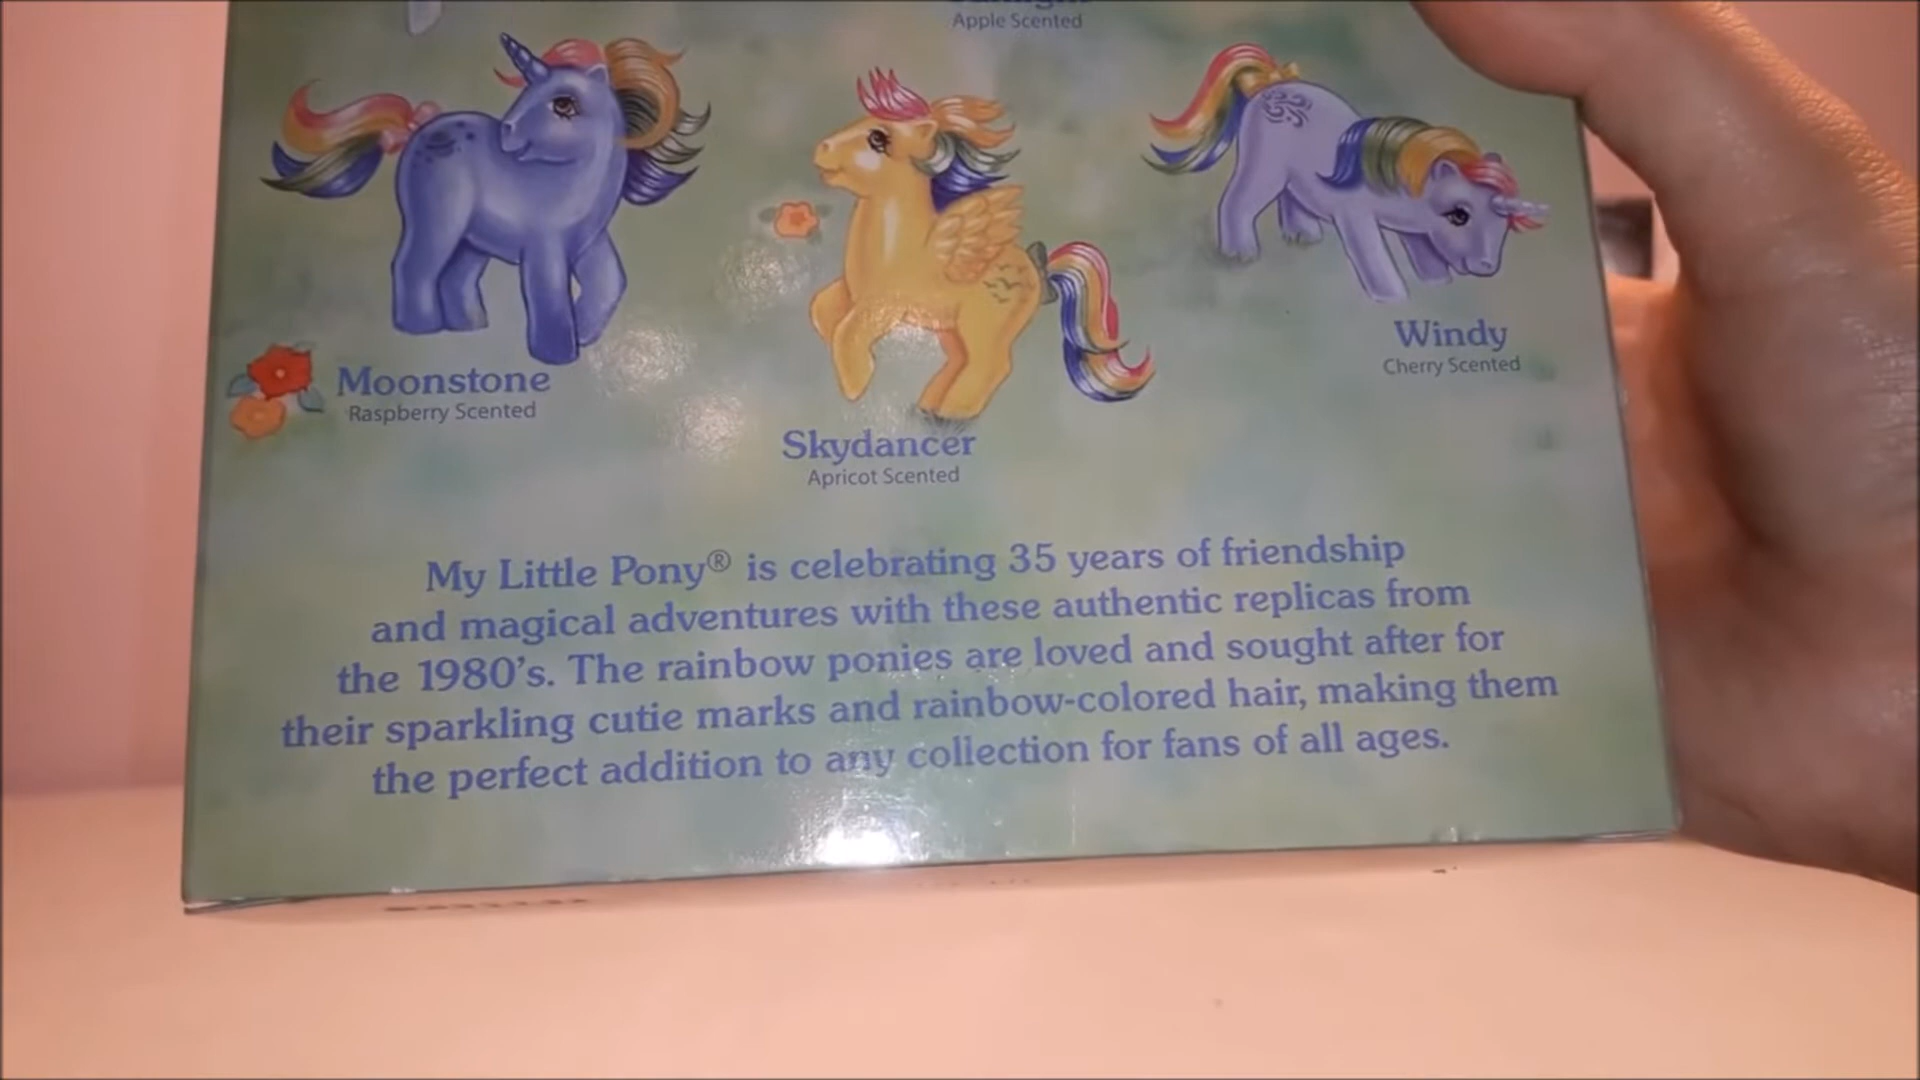 Apple Scented
Moonstone
Raspberry Scented
Skydancer
Apricot Scented
Windy
Cherry Scented
My Little Pony® is celebrating 35 years of friendship
and magical adventures with these authentic replicas from
the 1980's. The rainbow ponies are loved and sought after for
their sparkling cutie marks and rainbow-colored hair, making them
the perfect addition to any collection for fans of all ages.